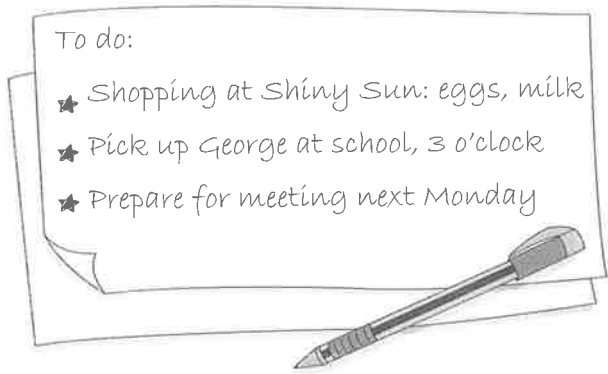 To do:
Shopping at Shiny Sun: eggs, milk
Pick up George at school, 3 o'clock
Prepare for meeting next Monday